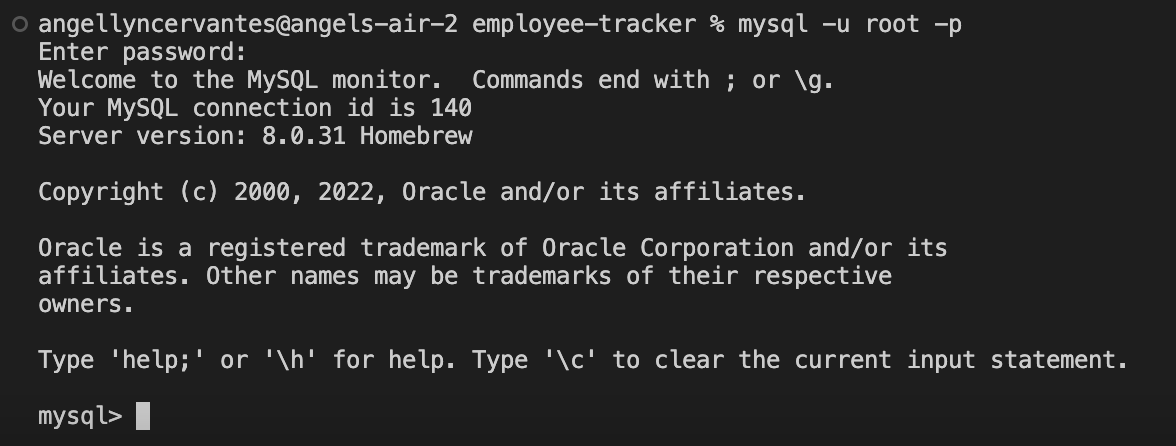 angellyncervantes@angels-air-2 employee-tracker % mysql -u root -p
Enter password:
Welcome to the MySQL monitor.  Commands end with ; or \g.
Your MySQL connection id is 140
Server version: 8.0.31 Homebrew

Copyright (c) 2000, 2022, Oracle and/or its affiliates.

Oracle is a registered trademark of Oracle Corporation and/or its
affiliates. Other names may be trademarks of their respective
owners.

Type 'help;' or '\h' for help. Type '\c' to clear the current input statement.

mysql>